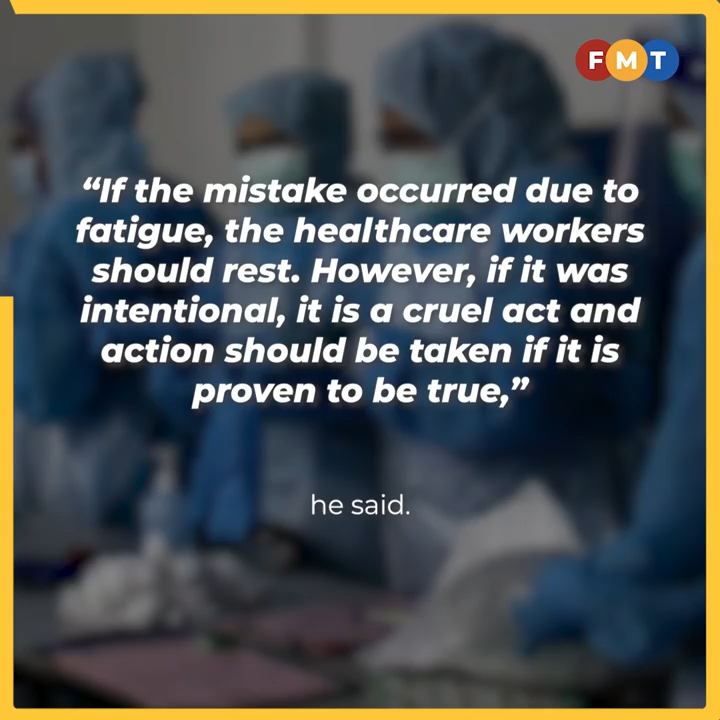 FMT
“If the mistake occurred due to
fatigue, the healthcare workers
should rest. However, if it was
intentional, it is a cruel act and
action should be taken if it is
proven to be true,”
he said.